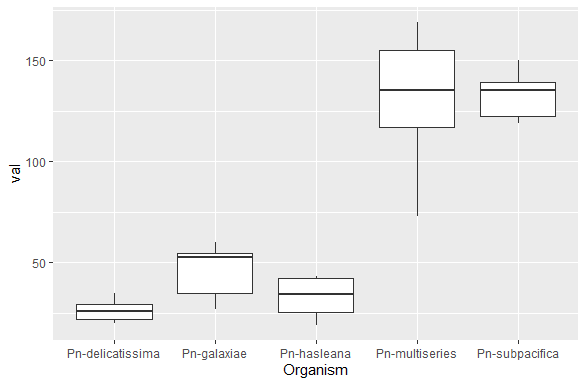 val
150
100
50
Pn-delicatissima Pn-galaxiae Pn-hasleana Pn-multiseries Pn-subpacifica
Organism